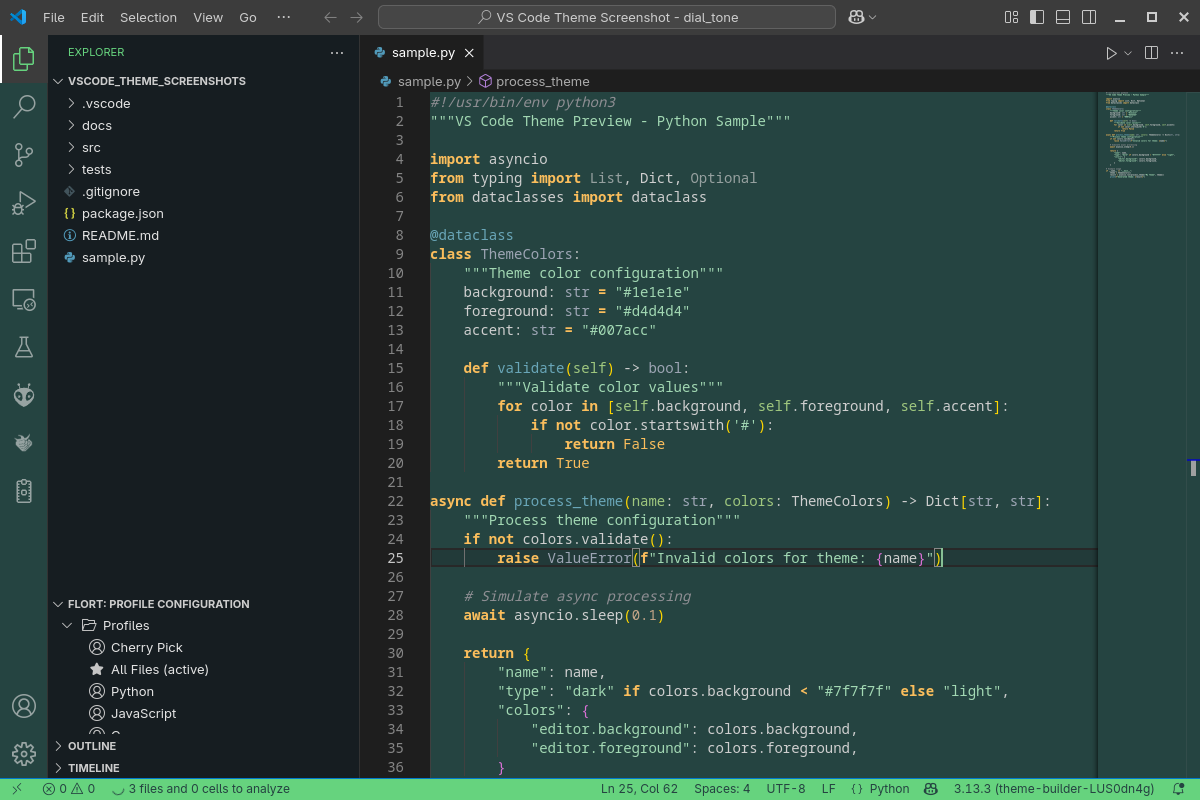 File Edit Selection View Go ···
VS Code Theme Screenshot - dial_tone
EXPLORER
VSCODE_THEME_SCREENSHOTS
.vscode
docs
src
tests
.gitignore
package.json
README.md
sample.py
FLORT: PROFILE CONFIGURATION
Profiles
Cherry Pick
All Files (active)
Python
JavaScript
OUTLINE
TIMELINE
sample.py
sample.py > process_theme
1 #!/usr/bin/env python3
2 """VS Code Theme Preview - Python Sample"""
3
4 import asyncio
5 from typing import List, Dict, Optional
6 from dataclasses import dataclass
7
8 @dataclass
9 class ThemeColors:
10 """Theme color configuration"""
11 background: str = "#1e1e1e"
12 foreground: str = "#d4d4d4"
13 accent: str = "#007acc"
14
15 def validate(self) -> bool:
16 """Validate color values"""
17 for color in [self.background, self.foreground, self.accent]:
18 if not color.startswith('#'):
19 return False
20 return True
21
22 async def process_theme(name: str, colors: ThemeColors) -> Dict[str, str]:
23 """Process theme configuration"""
24 if not colors.validate():
25 raise ValueError(f"Invalid colors for theme: {name}")
26
27 # Simulate async processing
28 await asyncio.sleep(0.1)
29
30 return {
31 "name": name,
32 "type": "dark" if colors.background < "#7f7f7f" else "light",
33 "colors": {
34 "editor.background": colors.background,
35 "editor.foreground": colors.foreground,
36 }
0 0 3 files and 0 cells to analyze Ln 25, Col 62 Spaces: 4 UTF-8 LF {} Python 3.13.3 (theme-builder-LUS0dn4g)